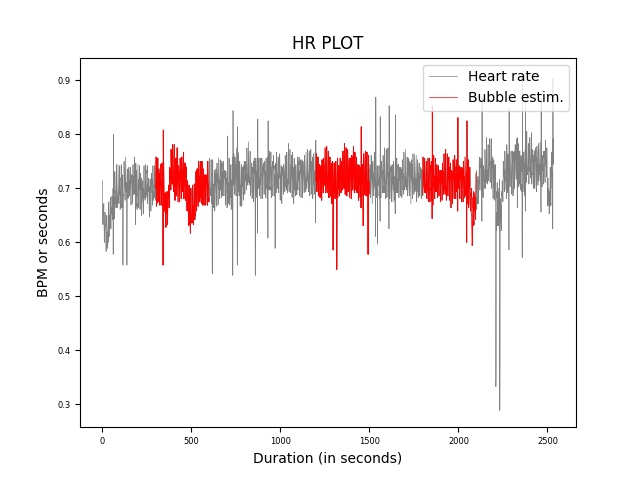 HR PLOT
Heart rate
Bubble estim.
BPM or seconds
0.9
0.8
0.7
0.6
0.5
0.4
0.3
0
500
1000
1500
2000
2500
Duration (in seconds)